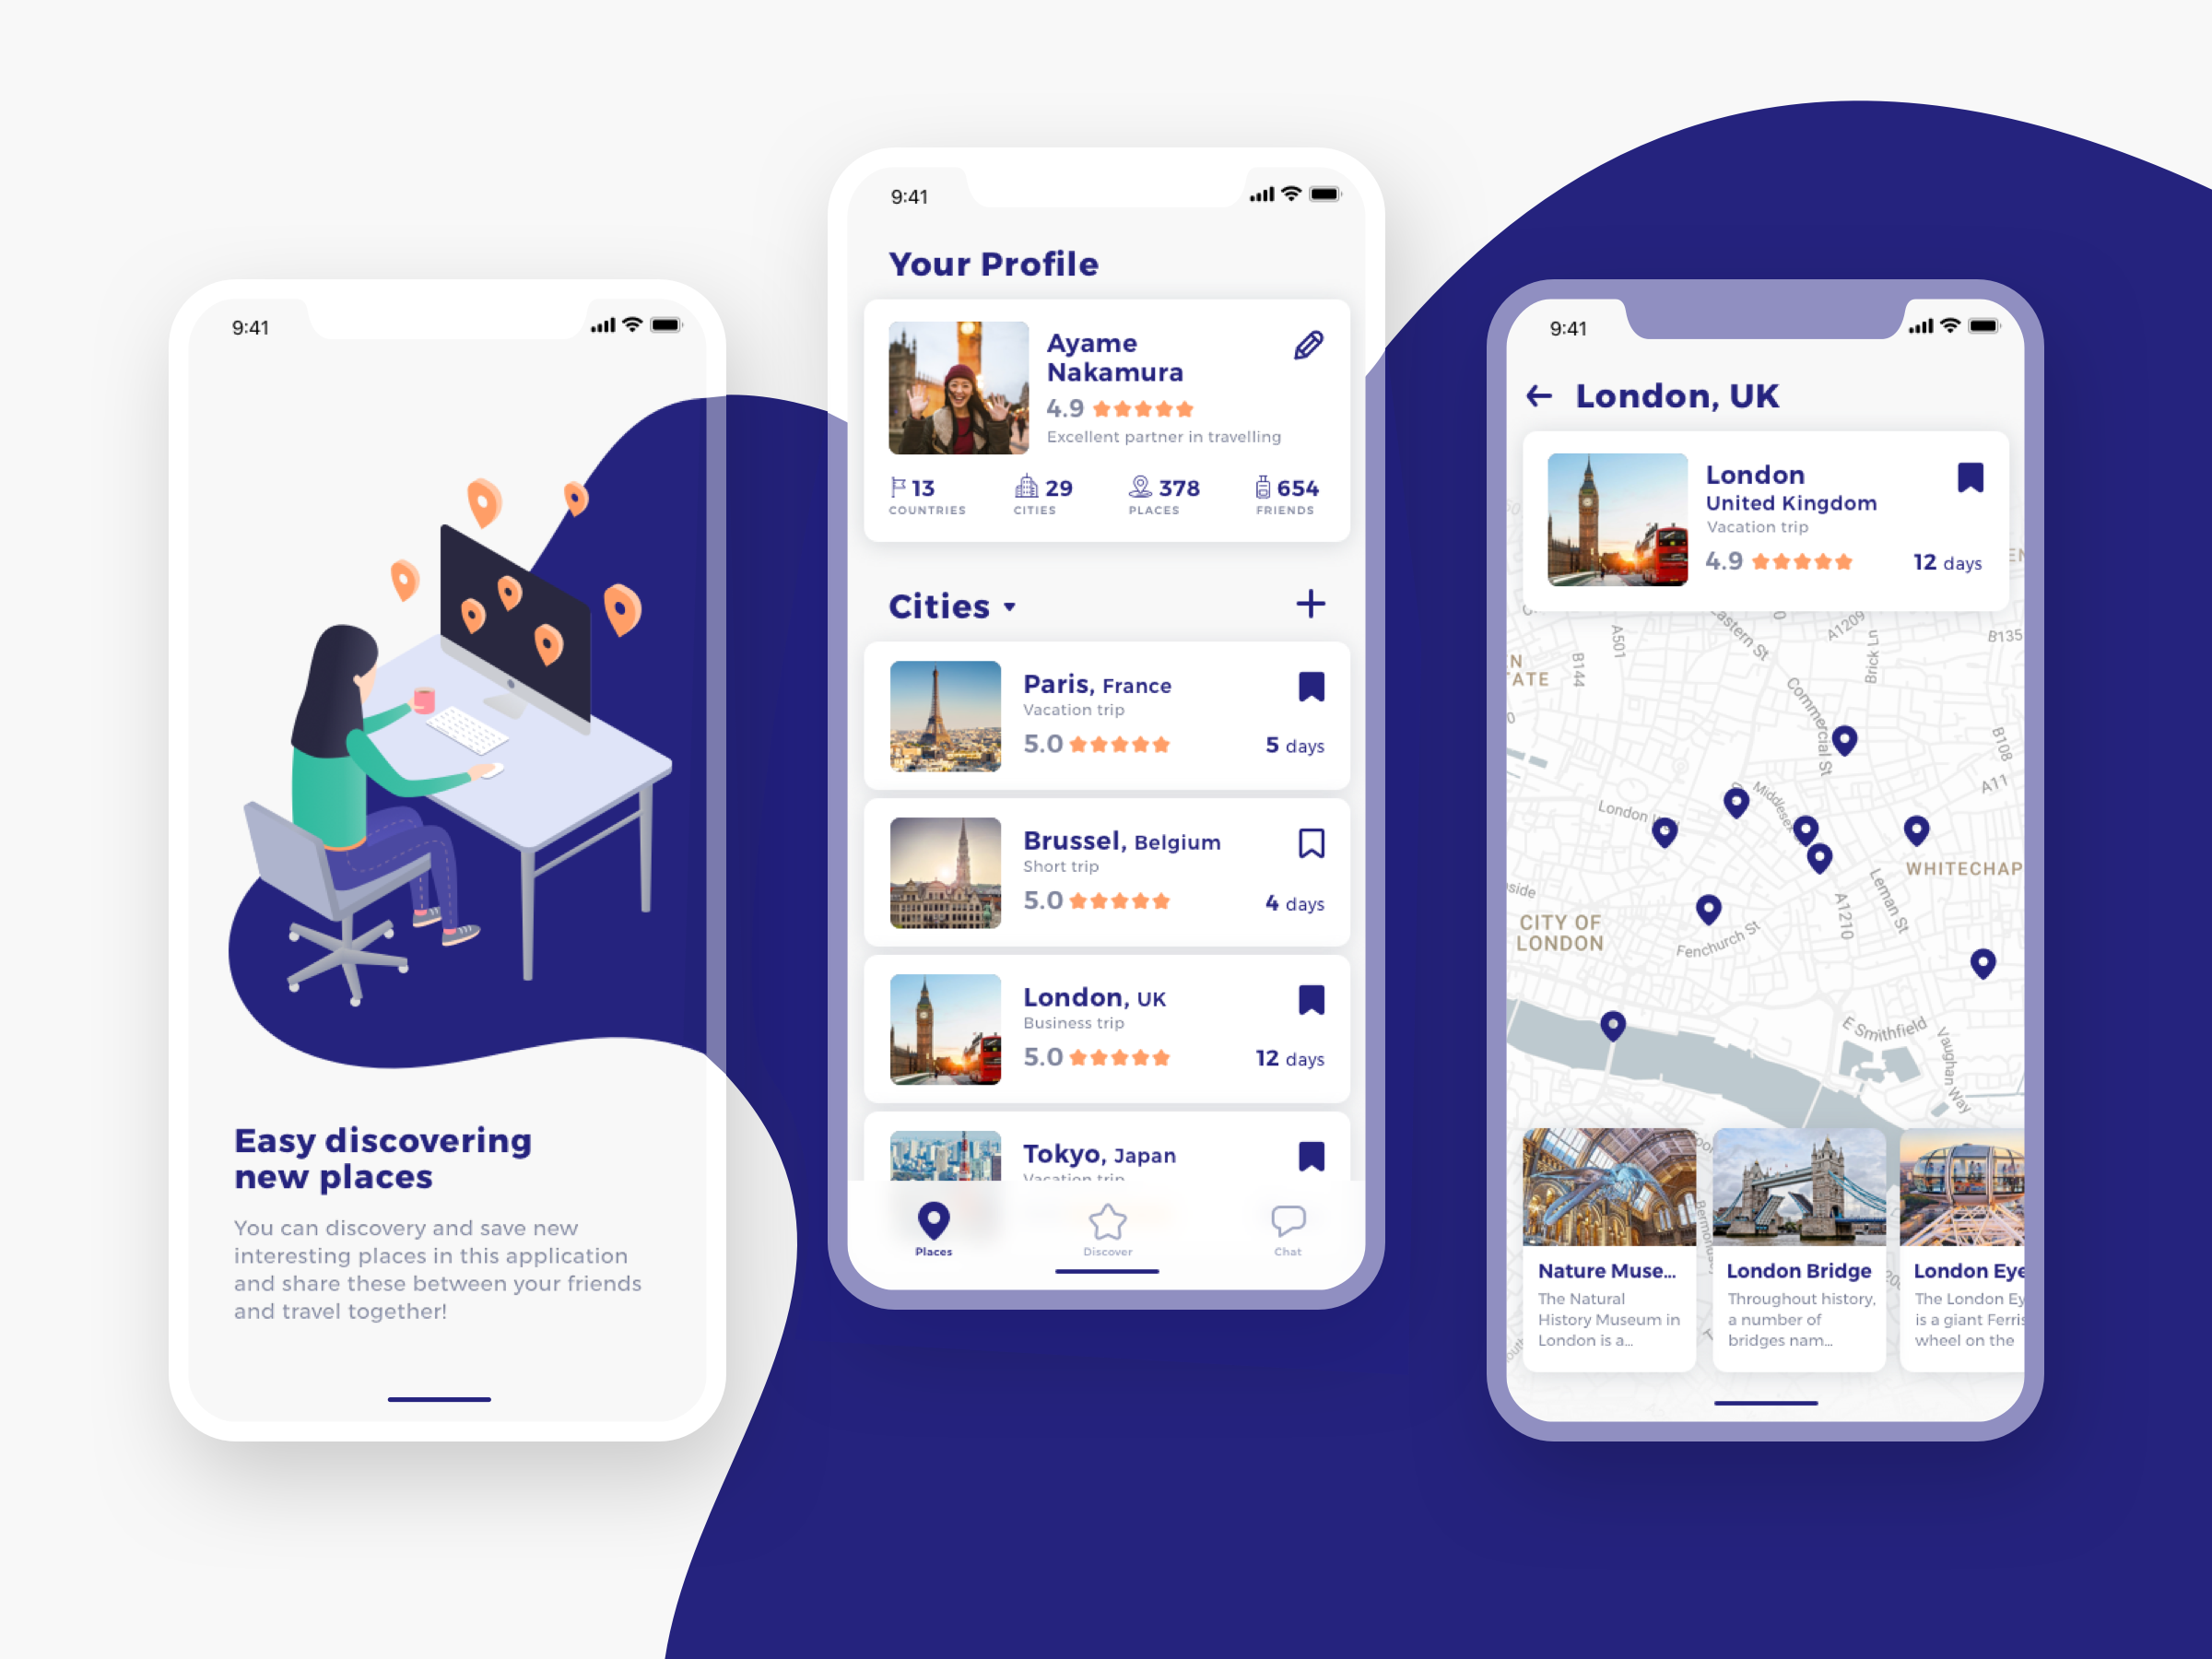 9:41
Easy discovering
new places
You can discovery and save new
interesting places in this application
and share these between your friends
and travel together!
9:41
Your Profile
Ayame
Nakamura
4.9
Excellent partner in travelling
13
COUNTRIES
29
CITIES
378
PLACES
654
FRIENDS
Cities
Paris, France
Vacation trip
5.0
5 days
Brussel, Belgium
Short trip
5.0
4 days
London, UK
Business trip
5.0
12 days
Tokyo, Japan
Vacation trip
Places
Discover
Chat
9:41
London, UK
London
United Kingdom
Vacation trip
4.9
12 days
A501
B144
Eastern St
A1209
Brick Ln
B135
EN
TATE
Commercial St
B108
A11
London
Middlesex
WHITECHAP
side
CITY OF
LONDON
Fenchurch St
A1210
Leman St
E Smithfield
Vaughan Way
Nature Muse...
The Natural
History Museum in
London is a...
London Bridge
Throughout history,
a number of
bridges nam...
London Eye
The London Ey
is a giant Ferris
wheel on the